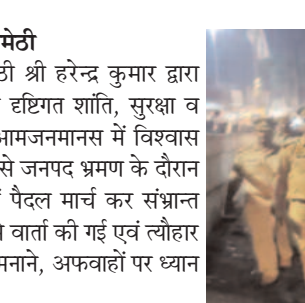 मेठी
ठी श्री हरेन्द्र कुमार द्वारा
दृष्टिगत शांति, सुरक्षा व
आमजनमानस में विश्वास
से जनपद भ्रमण के दौरान
पैदल मार्च कर संभ्रान्त
वार्ता की गई एवं त्यौहार
मनाने, अफवाहों पर ध्यान